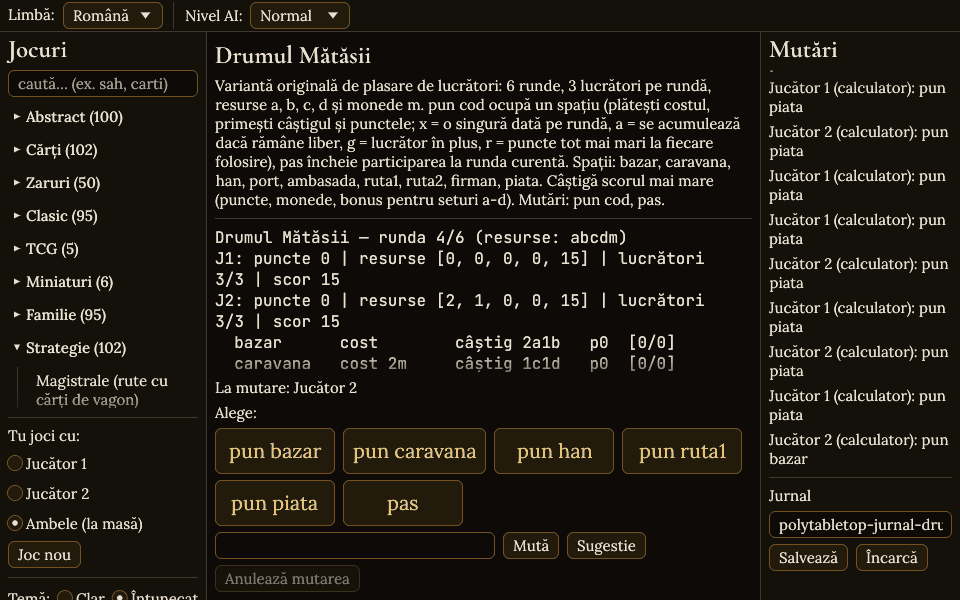 Limbă: Română Nivel AI: Normal
Jocuri
caută... (ex. sah, carti)
Abstract (100)
Cărți (102)
Zaruri (50)
Clasic (95)
TCG (5)
Miniaturi (6)
Familie (95)
Strategie (102)
Magistrale (rute cu
cărți de vagon)
Tu joci cu:
Jucător 1
Jucător 2
Ambele (la masă)
Joc nou
Temă: Clar Întunecat
Drumul Mătăsii
Variantă originală de plasare de lucrători: 6 runde, 3 lucrători pe rundă,
resurse a, b, c, d și monede m. pun cod ocupă un spațiu (plătești costul,
primești câștigul și punctele; x = o singură dată pe rundă, a = se acumulează
dacă rămâne liber, g = lucrător în plus, r = puncte tot mai mari la fiecare
folosire), pas încheie participarea la runda curentă. Spații: bazar, caravana,
han, port, ambasada, ruta1, ruta2, firman, piata. Câștigă scorul mai mare
(puncte, monede, bonus pentru seturi a-d). Mutări: pun cod, pas.
Drumul Mătăsii — runda 4/6 (resurse: abcdm)
J1: puncte 0 | resurse [0, 0, 0, 0, 15] | lucrători
3/3 | scor 15
J2: puncte 0 | resurse [2, 1, 0, 0, 15] | lucrători
3/3 | scor 15
bazar cost câștig 2a1b p0 [0/0]
caravana cost 2m câștig 1c1d p0 [0/0]
La mutare: Jucător 2
Alege:
pun bazar pun caravana pun han pun ruta1
pun piata pas
Mută Sugestie
Anulează mutarea
Mutări
Jucător 1 (calculator): pun
piata
Jucător 2 (calculator): pun
piata
Jucător 1 (calculator): pun
piata
Jucător 1 (calculator): pun
piata
Jucător 2 (calculator): pun
piata
Jucător 1 (calculator): pun
piata
Jucător 2 (calculator): pun
piata
Jucător 1 (calculator): pun
piata
Jucător 2 (calculator): pun
bazar
Jurnal
polytabletop-jurnal-dru
Salvează Încarcă